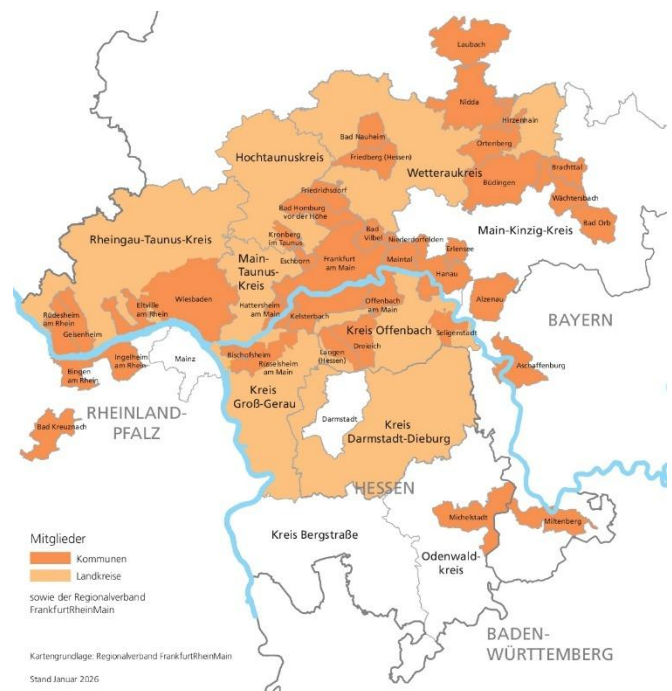 Laubach
Nidda
Hirzenhain
Bad Nauheim
Ortenberg
Hochtaunuskreis
Friedberg (Hessen)
Wetteraukreis
Büdingen
Brachttal
Friedrichsdorf
Wächtersbach
Bad Homburg
vor der Höhe
Bad Orb
Rheingau-Taunus-Kreis
Kronberg
im Taunus
Bad
Vilbel
Niederdorfelden
Main-Kinzig-Kreis
Eschborn
Erlensee
Main-
Taunus-
Kreis
Frankfurt
am Main
Maintal
Hanau
Wiesbaden
Eltville
am Rhein
Hattersheim
am Main
Offenbach
am Main
Alzenau
Rüdesheim
am Rhein
Kelsterbach
BAYERN
Geisenheim
Kreis Offenbach
Seligenstadt
Dreieich
Mainz
Bischofsheim
Langen
(Hessen)
Ingelheim
am Rhein
Rüsselsheim
am Main
Aschaffenburg
Bingen
am Rhein
Kreis
Groß-Gerau
RHEINLAND-
PFALZ
Darmstadt
Kreis
Darmstadt-Dieburg
Bad Kreuznach
HESSEN
Michelstadt
Miltenberg
Kreis Bergstraße
Odenwald-
kreis
Mitglieder
Kommunen
Landkreise
sowie der Regionalverband
FrankfurtRheinMain
BADEN-
WÜRTTEMBERG
Kartengrundlage: Regionalverband FrankfurtRheinMain
Stand Januar 2026